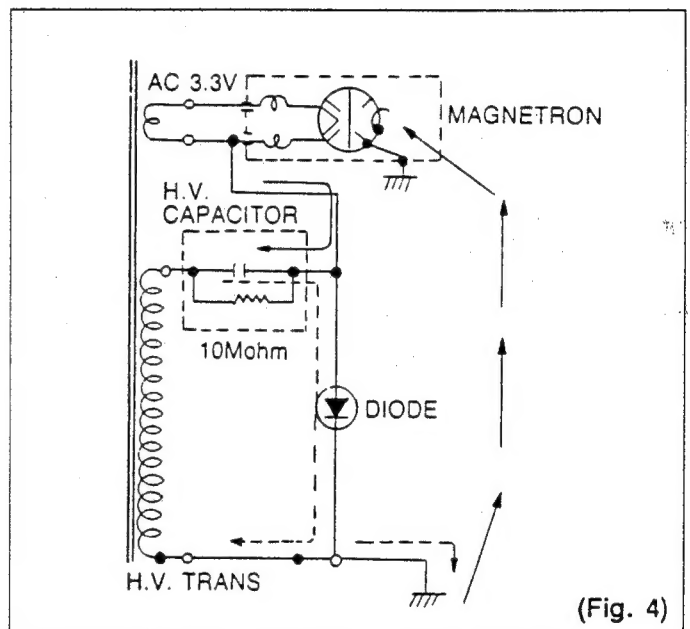 AC 3.3V
MAGNETRON
H.V.
CAPACITOR
10Mohm
DIODE
H.V. TRANS
(Fig. 4)